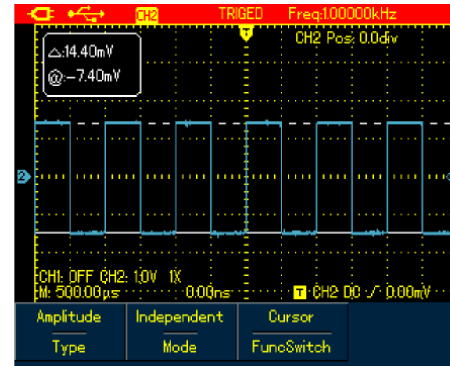 CH2 TRIGED Freq:1.00000kHz
T
CH2 Pos: 0.0div
△:14.40mV
@:-7.40mV
2
CH1: OFF CH2: 1.0V 1X
M: 500.00µs 0.00ns T CH2 DC 0.00mV
Amplitude Independent Cursor
Type Mode FuncSwitch